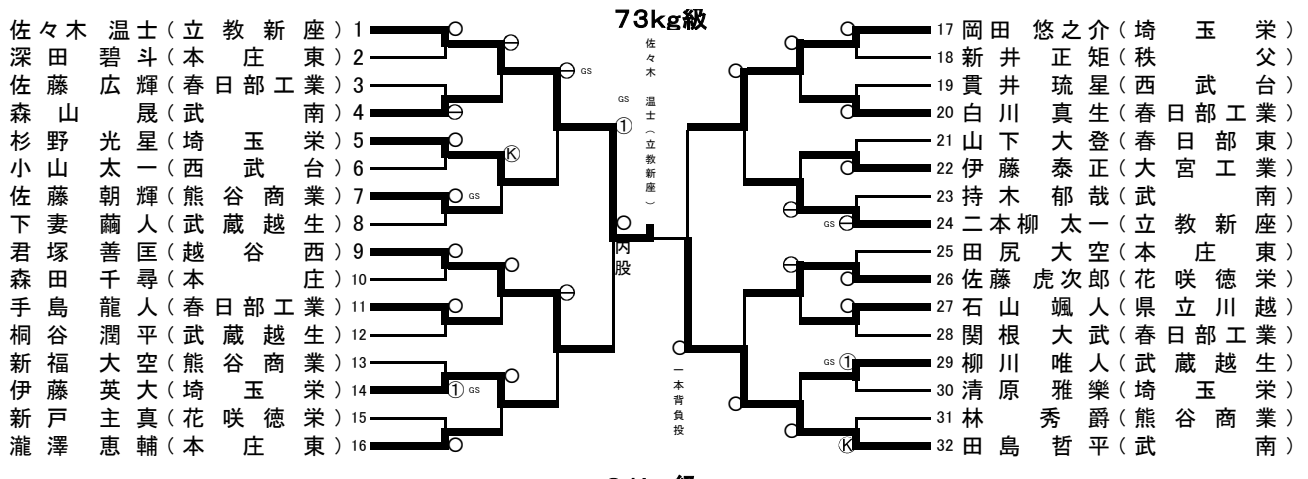 73kg級
佐々木 温士(立教新座) 1
深田 碧斗(本庄東) 2
佐藤 広輝(春日部工業) 3
森山 晟(武南) 4
杉野 光星(埼玉栄) 5
小山 太一(西武台) 6
佐藤 朝輝(熊谷商業) 7
下妻 繭人(武蔵越生) 8
君塚 善匡(越谷西) 9
森田 千尋(本庄) 10
手島 龍人(春日部工業) 11
桐谷 潤平(武蔵越生) 12
新福 大空(熊谷商業) 13
伊藤 英大(埼玉栄) 14
新戸 主真(花咲徳栄) 15
瀧澤 恵輔(本庄東) 16
GS
Ⓚ
GS
① GS
GS
①
内股
佐々木 温士(立教新座)
一本背負投
GS
GS ①
Ⓚ
17 岡田 悠之介(埼玉栄)
18 新井 正矩(秩父)
19 貫井 琉星(西武台)
20 白川 真生(春日部工業)
21 山下 大登(春日部東)
22 伊藤 泰正(大宮工業)
23 持木 郁哉(武南)
24 二本柳 太一(立教新座)
25 田尻 大空(本庄東)
26 佐藤 虎次郎(花咲徳栄)
27 石山 颯人(県立川越)
28 関根 大武(春日部工業)
29 柳川 唯人(武蔵越生)
30 清原 雅樂(埼玉栄)
31 林 秀爵(熊谷商業)
32 田島 哲平(武南)